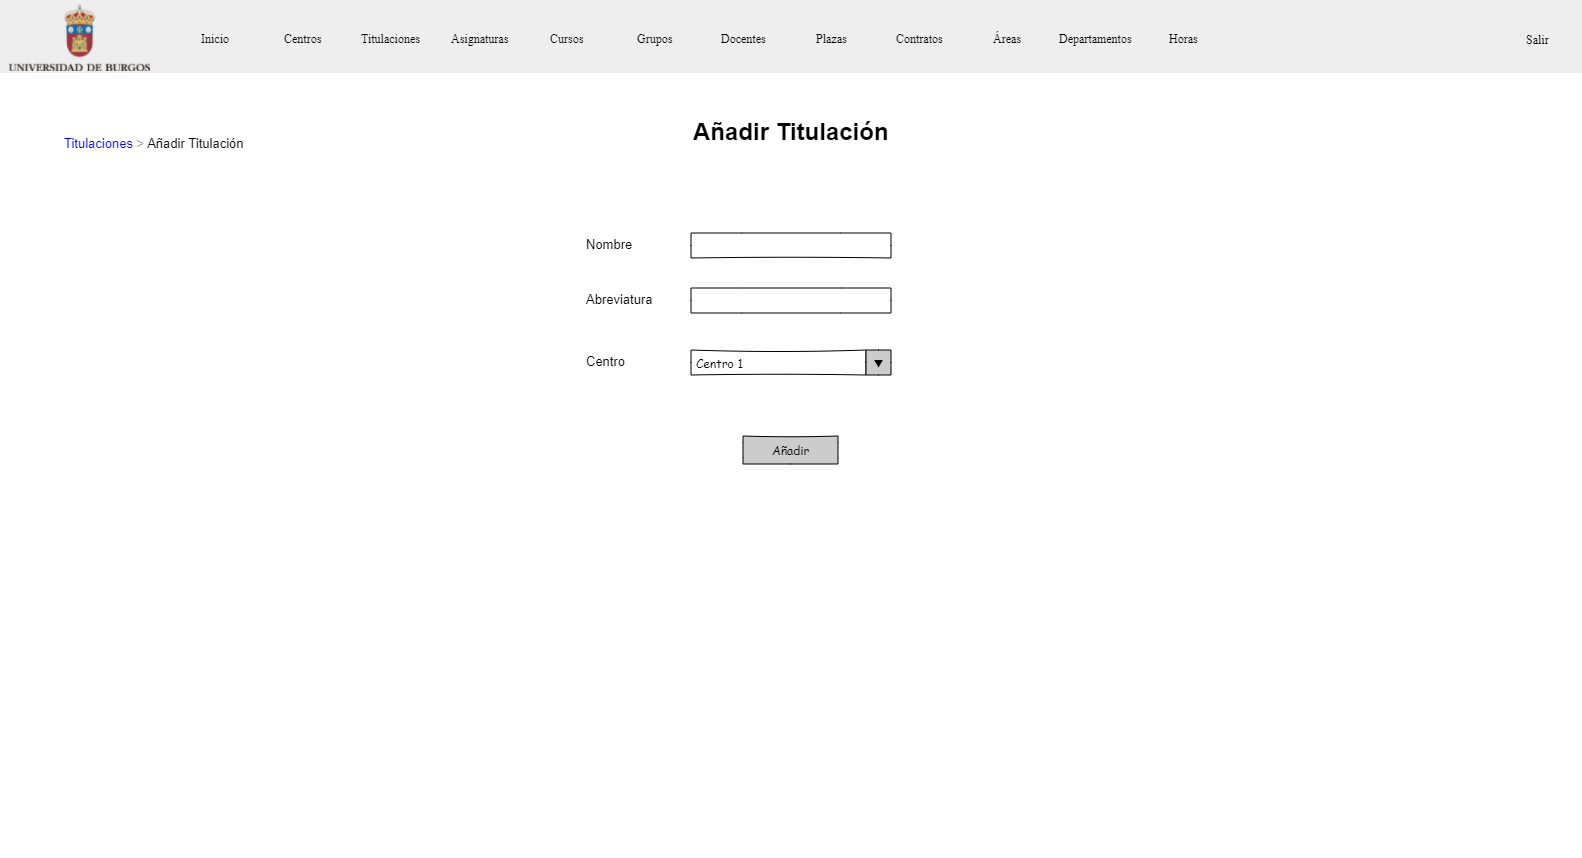 UNIVERSIDAD DE BURGOS
Inicio Centros Titulaciones Asignaturas Cursos Grupos Docentes Plazas Contratos Áreas Departamentos Horas Salir
Añadir Titulación
Titulaciones > Añadir Titulación
Nombre
Abreviatura
Centro Centro 1
Añadir